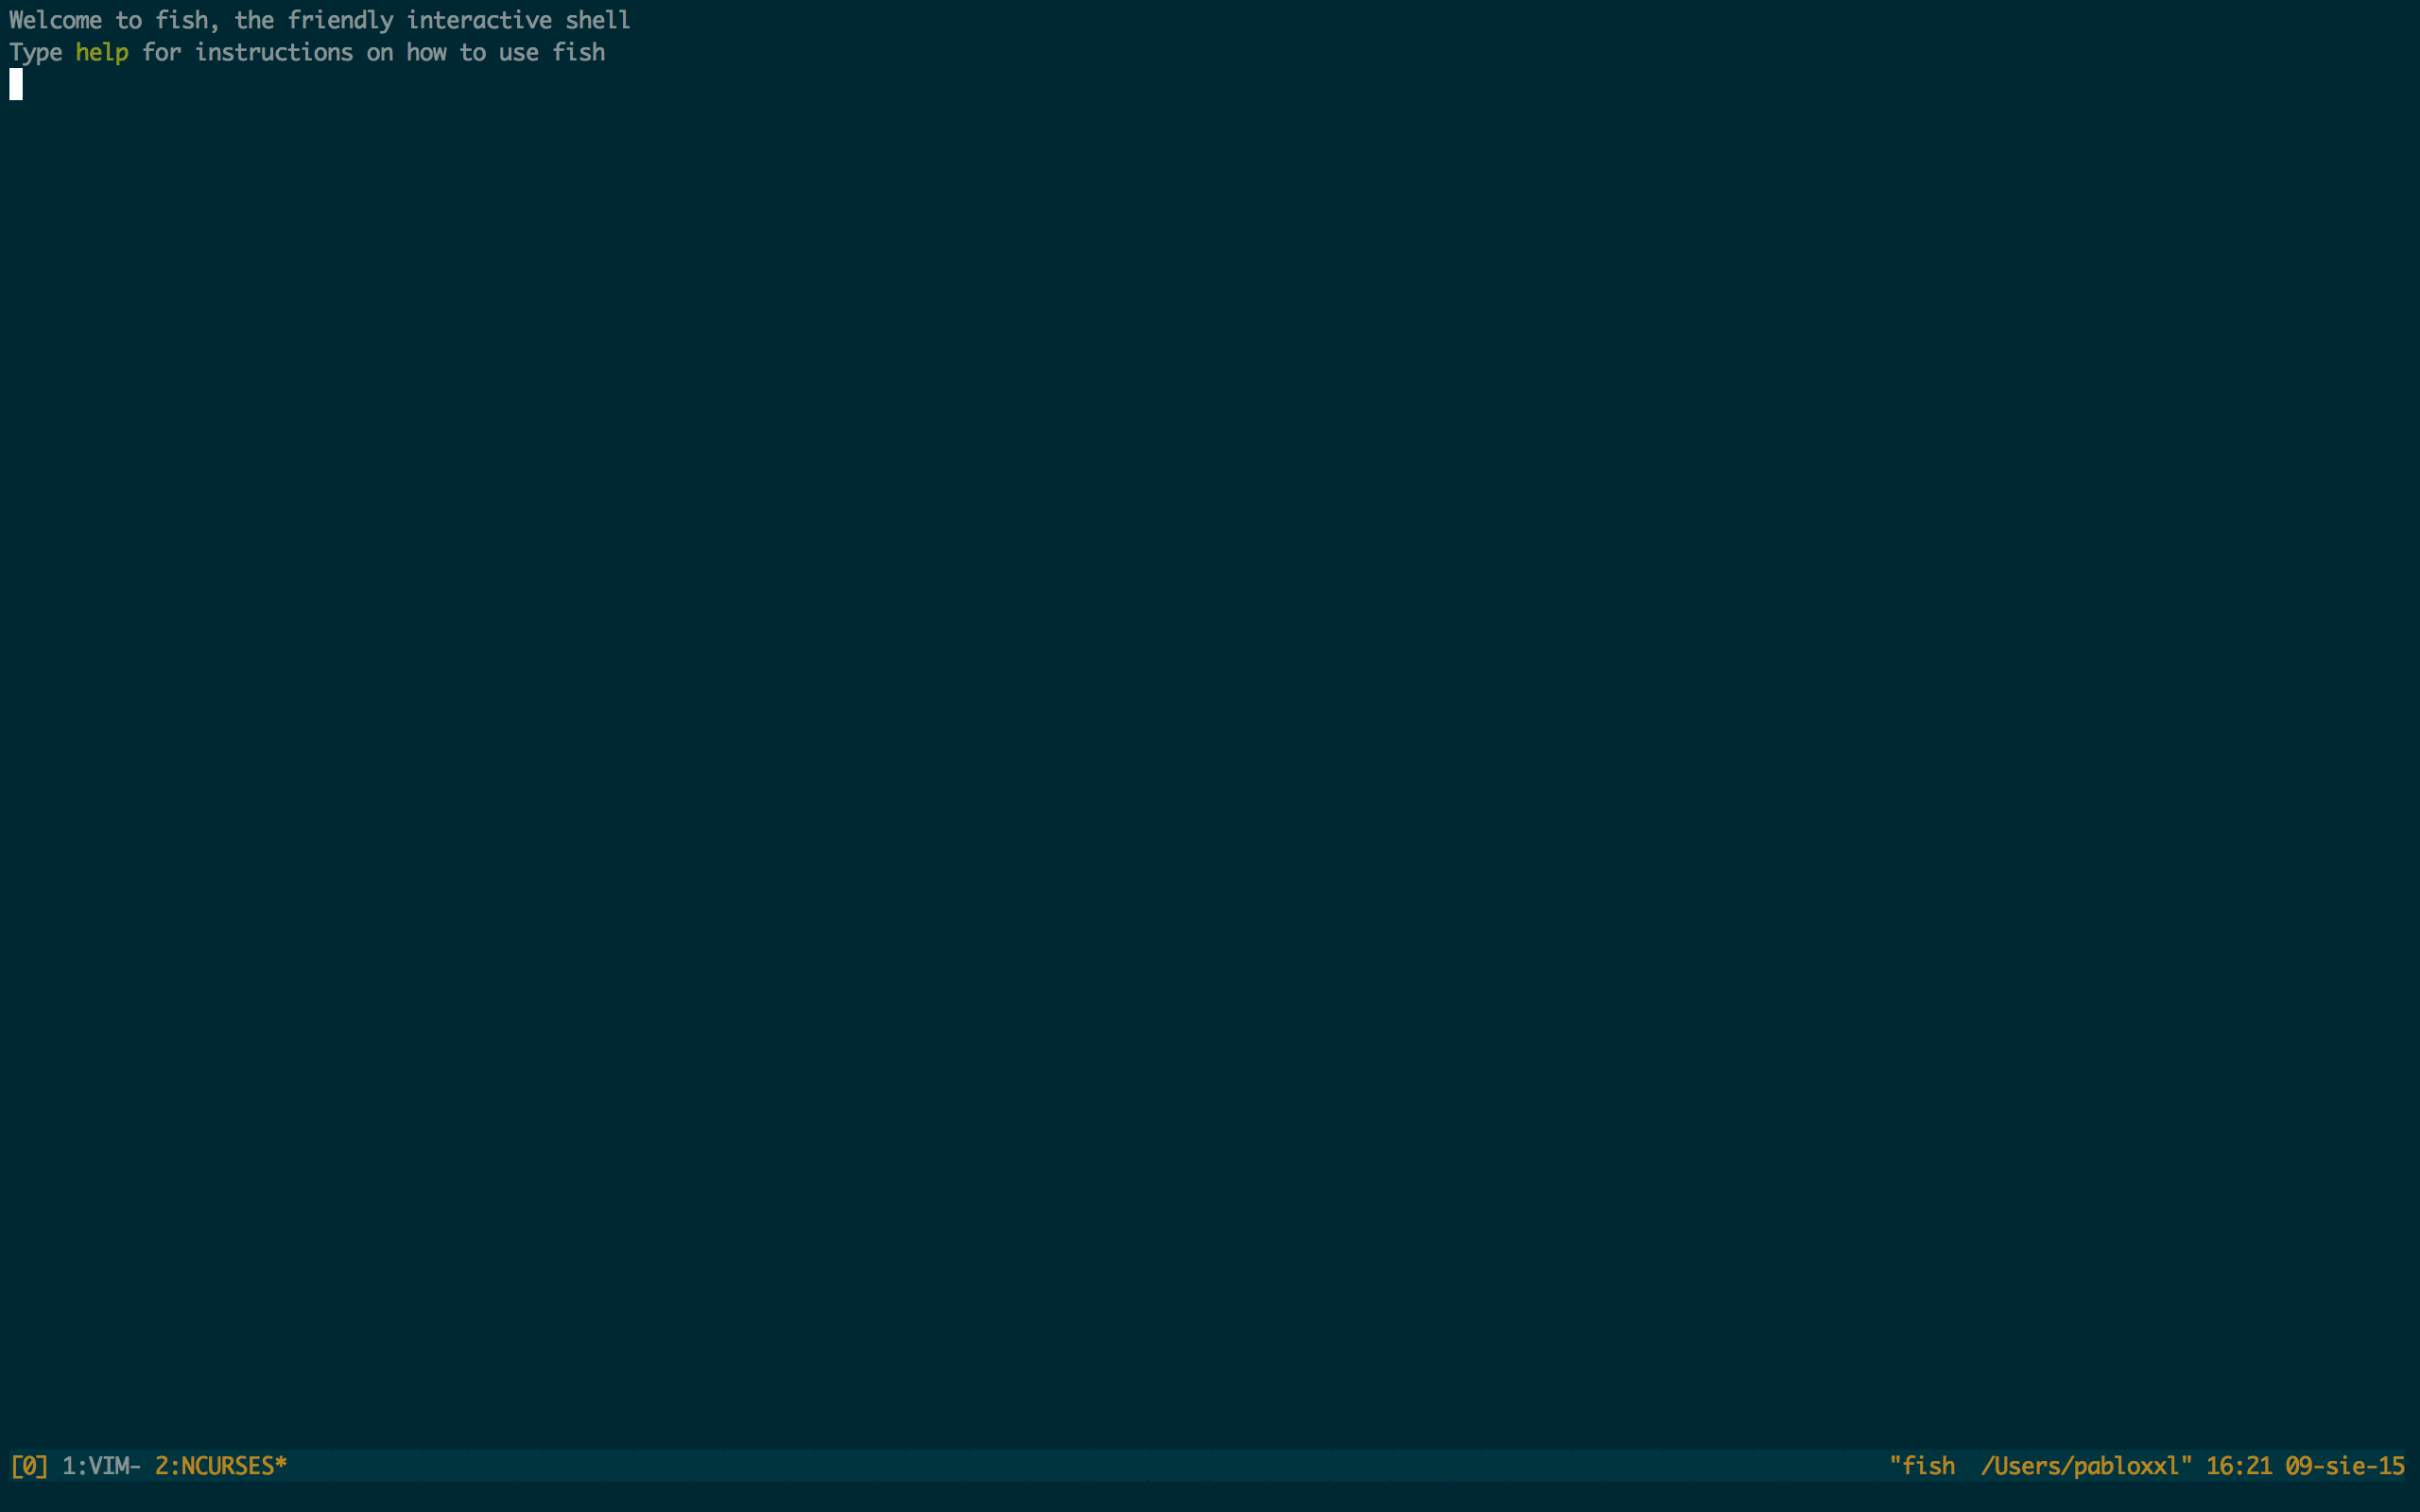 Welcome to fish, the friendly interactive shell
Type help for instructions on how to use fish
[0] 1:VIM- 2:NCURSES* "fish  /Users/pabloxxl" 16:21 09-sie-15